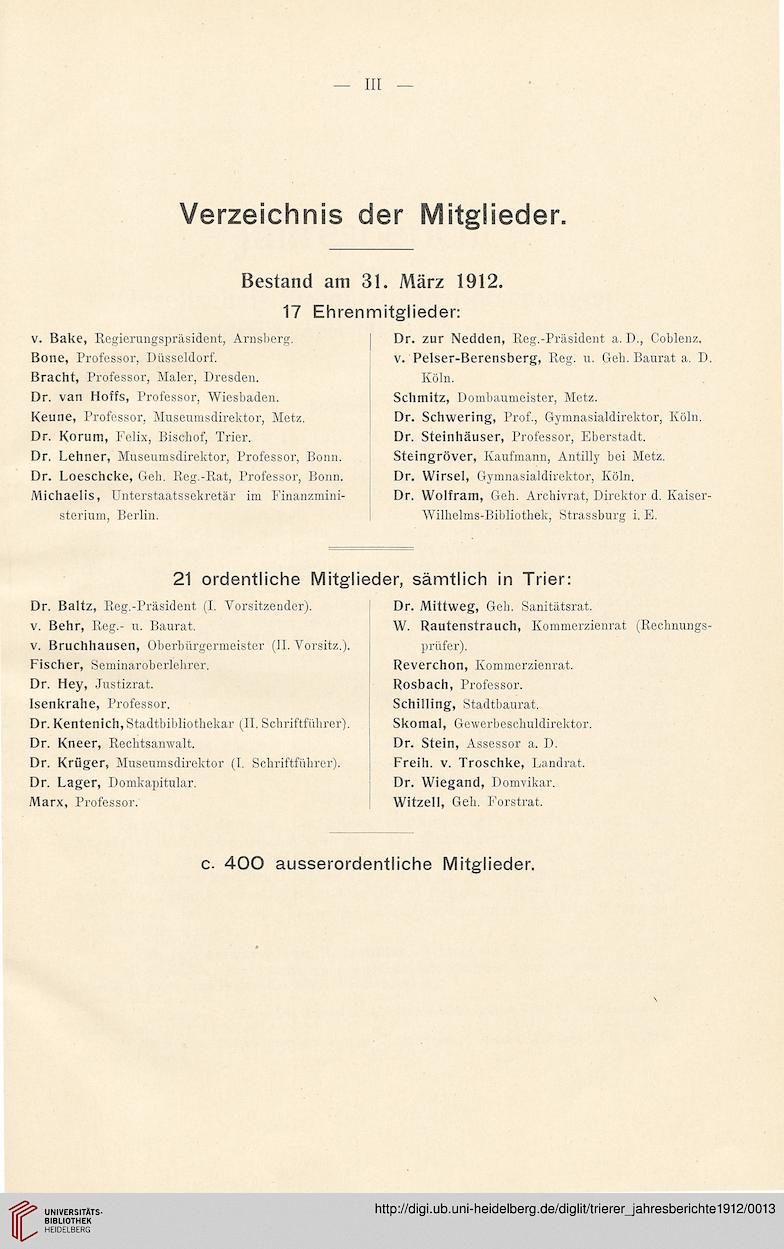 — III —
Verzeichnis der Mitglieder.
Bestand am 31. März 1912.
17 Ehrenmitglieder:
v. Bake, Regierungspräsident, Arnsberg.
Bone, Professor, Düsseldorf.
Bracht, Professor, Maler, Dresden.
Dr. van Hoffs, Professor, Wiesbaden.
Keune, Professor, Museumsdirektor, Metz.
Dr. Korum, Felix, Bischof, Trier.
Dr. Lehner, Museumsdirektor, Professor, Bonn.
Dr. Loeschcke, Geh. Reg.-Rat, Professor, Bonn.
Michaelis, Unterstaatssekretär im Finanzmini-
sterium, Berlin.
Dr. zur Nedden, Reg.-Präsident a. D., Coblenz.
v. Pelser-Berensberg, Reg. u. Geh. Baurat a. D.
Köln.
Schmitz, Dombaumeister, Metz.
Dr. Schwering, Prof., Gymnasialdirektor, Köln.
Dr. Steinhäuser, Professor, Eberstadt.
Steingröver, Kaufmann, Antilly bei Metz.
Dr. Wirsel, Gymnasialdirektor, Köln.
Dr. Wolfram, Geh. Archivrat, Direktor d. Kaiser-
Wilhelms-Bibliothek, Strassburg i. E.
21 ordentliche Mitglieder, sämtlich in Trier:
Dr. Baltz, Reg.-Präsident (I. Vorsitzender).
v. Behr, Reg.- u. Baurat.
v. Bruchhausen, Oberbürgermeister (II. Vorsitz.).
Fischer, Seminaroberlehrer.
Dr. Hey, Justizrat.
Isenkrahe, Professor.
Dr. Kentenich, Stadtbibliothekar (II. Schriftführer).
Dr. Kneer, Rechtsanwalt.
Dr. Krüger, Museumsdirektor (I. Schriftführer).
Dr. Lager, Domkapitular.
Marx, Professor.
Dr. Mittweg, Geh. Sanitätsrat.
W. Rautenstrauch, Kommerzienrat (Rechnungs-
prüfer).
Reverchon, Kommerzienrat.
Rosbach, Professor.
Schilling, Stadtbaurat.
Skomal, Gewerbeschuldirektor.
Dr. Stein, Assessor a. D.
Freih. v. Troschke, Landrat.
Dr. Wiegand, Domvikar.
Witzell, Geh. Forstrat.
c. 400 ausserordentliche Mitglieder.
UNIVERSITÄTS-
BIBLIOTHEK
HEIDELBERG
http://digi.ub.uni-heidelberg.de/diglit/trierer_jahresberichte1912/0013